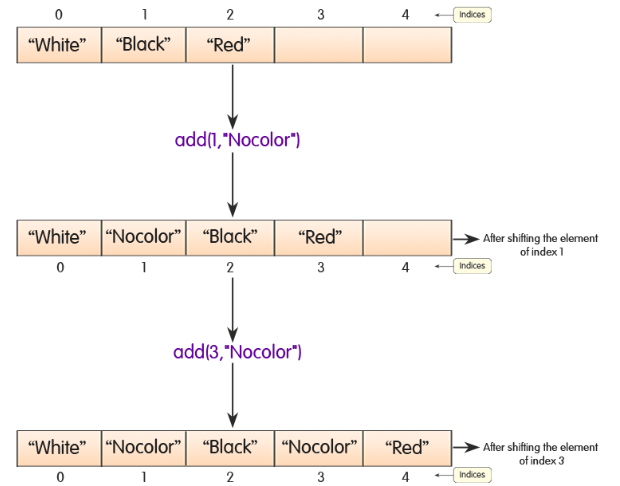 0 1 2 3 4 Indices
“White” “Black” “Red”
add(1,"Nocolor")
“White” “Nocolor” “Black” “Red” After shifting the element
of index 1
0 1 2 3 4 Indices
add(3,"Nocolor")
“White” “Nocolor” “Black” “Nocolor” “Red” After shifting the element
of index 3
0 1 2 3 4 Indices